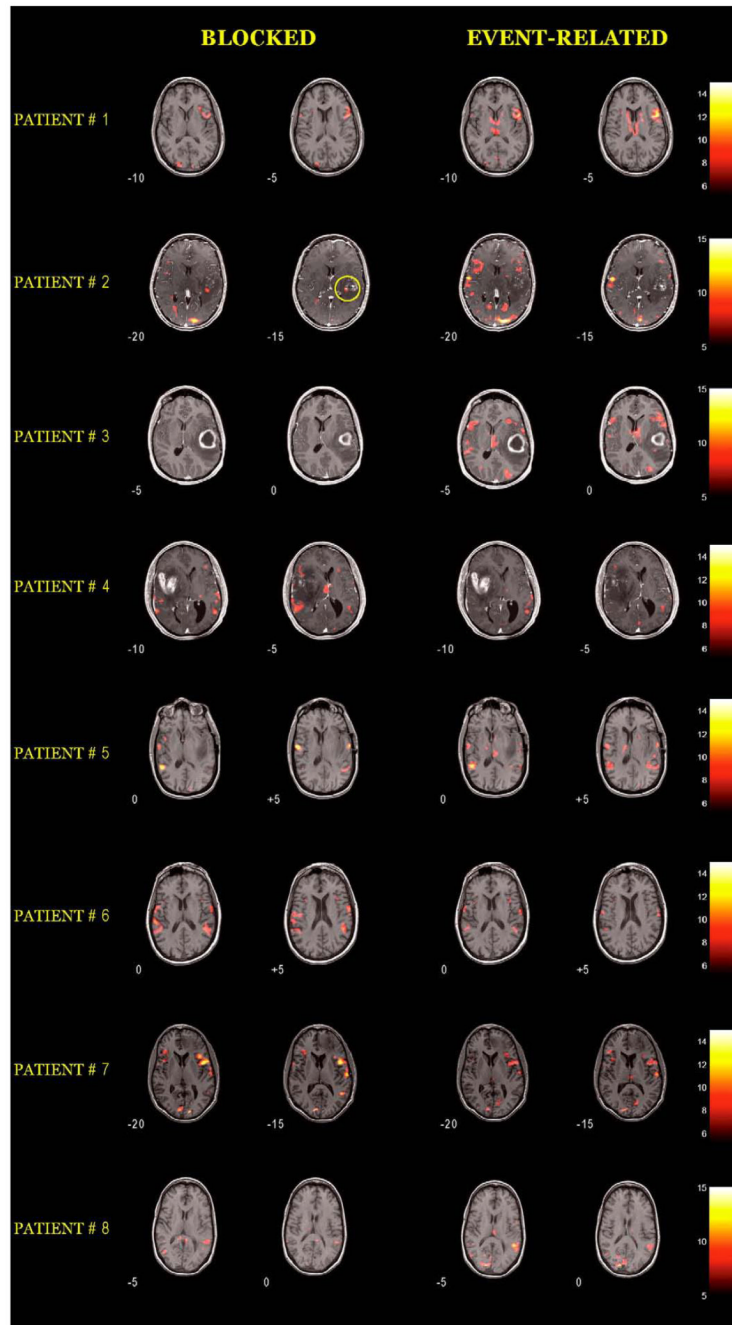 BLOCKED EVENT-RELATED
PATIENT # 1
-10 -5 -10 -5
14
12
10
8
6
PATIENT # 2
-20 -15 -20 -15
15
10
5
PATIENT # 3
-5 0 -5 0
15
10
5
PATIENT # 4
-10 -5 -10 -5
14
12
10
8
6
PATIENT # 5
0 +5 0 +5
14
12
10
8
6
PATIENT # 6
0 +5 0 +5
14
12
10
8
6
PATIENT # 7
-20 -15 -20 -15
14
12
10
8
6
PATIENT # 8
-5 0 -5 0
15
10
5